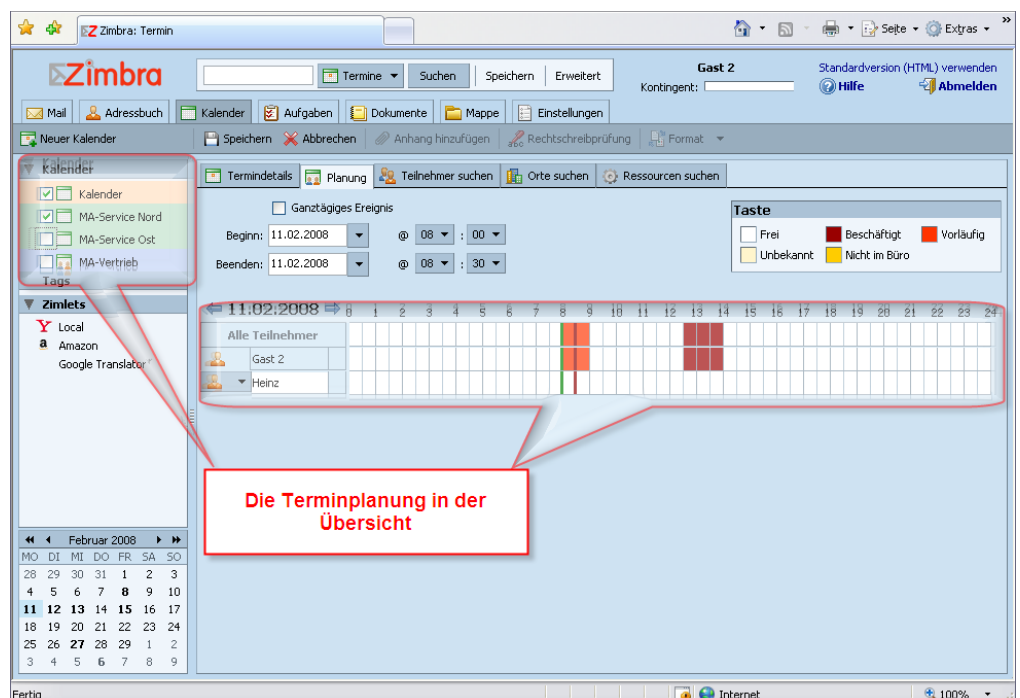 Zimbra: Termin
Seite Extras »
Zimbra
Termine Suchen Speichern Erweitert
Gast 2
Kontingent:
Standardversion (HTML) verwenden
Hilfe Abmelden
Mail Adressbuch Kalender Aufgaben Dokumente Mappe Einstellungen
Neuer Kalender Speichern Abbrechen Anhang hinzufügen Rechtschreibprüfung Format
Kalender
Kalender
MA-Service Nord
MA-Service Ost
MA-Vertrieb
Tags
Zimlets
Local
Amazon
Google Translator
Termindetails Planung Teilnehmer suchen Orte suchen Ressourcen suchen
Ganztägiges Ereignis
Beginn: 11.02.2008 @ 08 : 00
Beenden: 11.02.2008 @ 08 : 30
Taste
Frei Beschäftigt Vorläufig
Unbekannt Nicht im Büro
11.02.2008 0 1 2 3 4 5 6 7 8 9 10 11 12 13 14 15 16 17 18 19 20 21 22 23 24
Alle Teilnehmer
Gast 2
Heinz
Die Terminplanung in der
Übersicht
Februar 2008
MO DI MI DO FR SA SO
28 29 30 31 1 2 3
4 5 6 7 8 9 10
11 12 13 14 15 16 17
18 19 20 21 22 23 24
25 26 27 28 29 1 2
3 4 5 6 7 8 9
Fertig Internet 100%